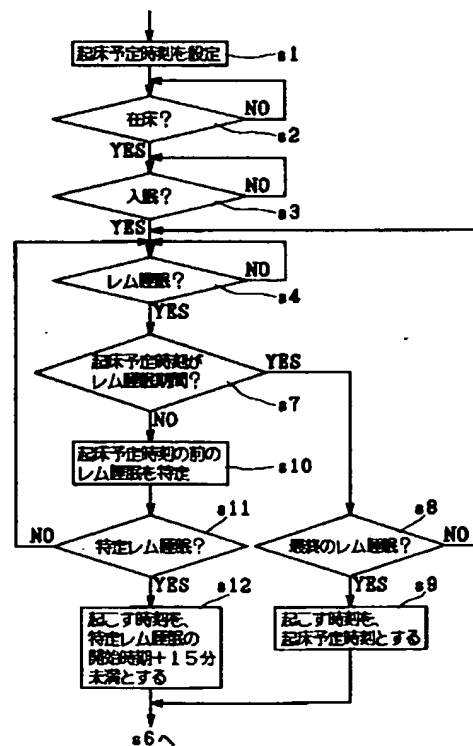 起床予定時刻を設定
s1
在床？
NO
s2
YES
入眠？
NO
s3
YES
レム睡眠？
NO
s4
YES
起床予定時刻が
レム睡眠期間？
YES
s7
NO
起床予定時刻の前の
レム睡眠を特定
s10
s11
特定レム睡眠？
NO
YES
s12
起こす時刻を、
特定レム睡眠の
開始時期＋15分
未満とする
s8
最終のレム睡眠？
NO
YES
s9
起こす時刻を、
起床予定時刻とする
s6へ